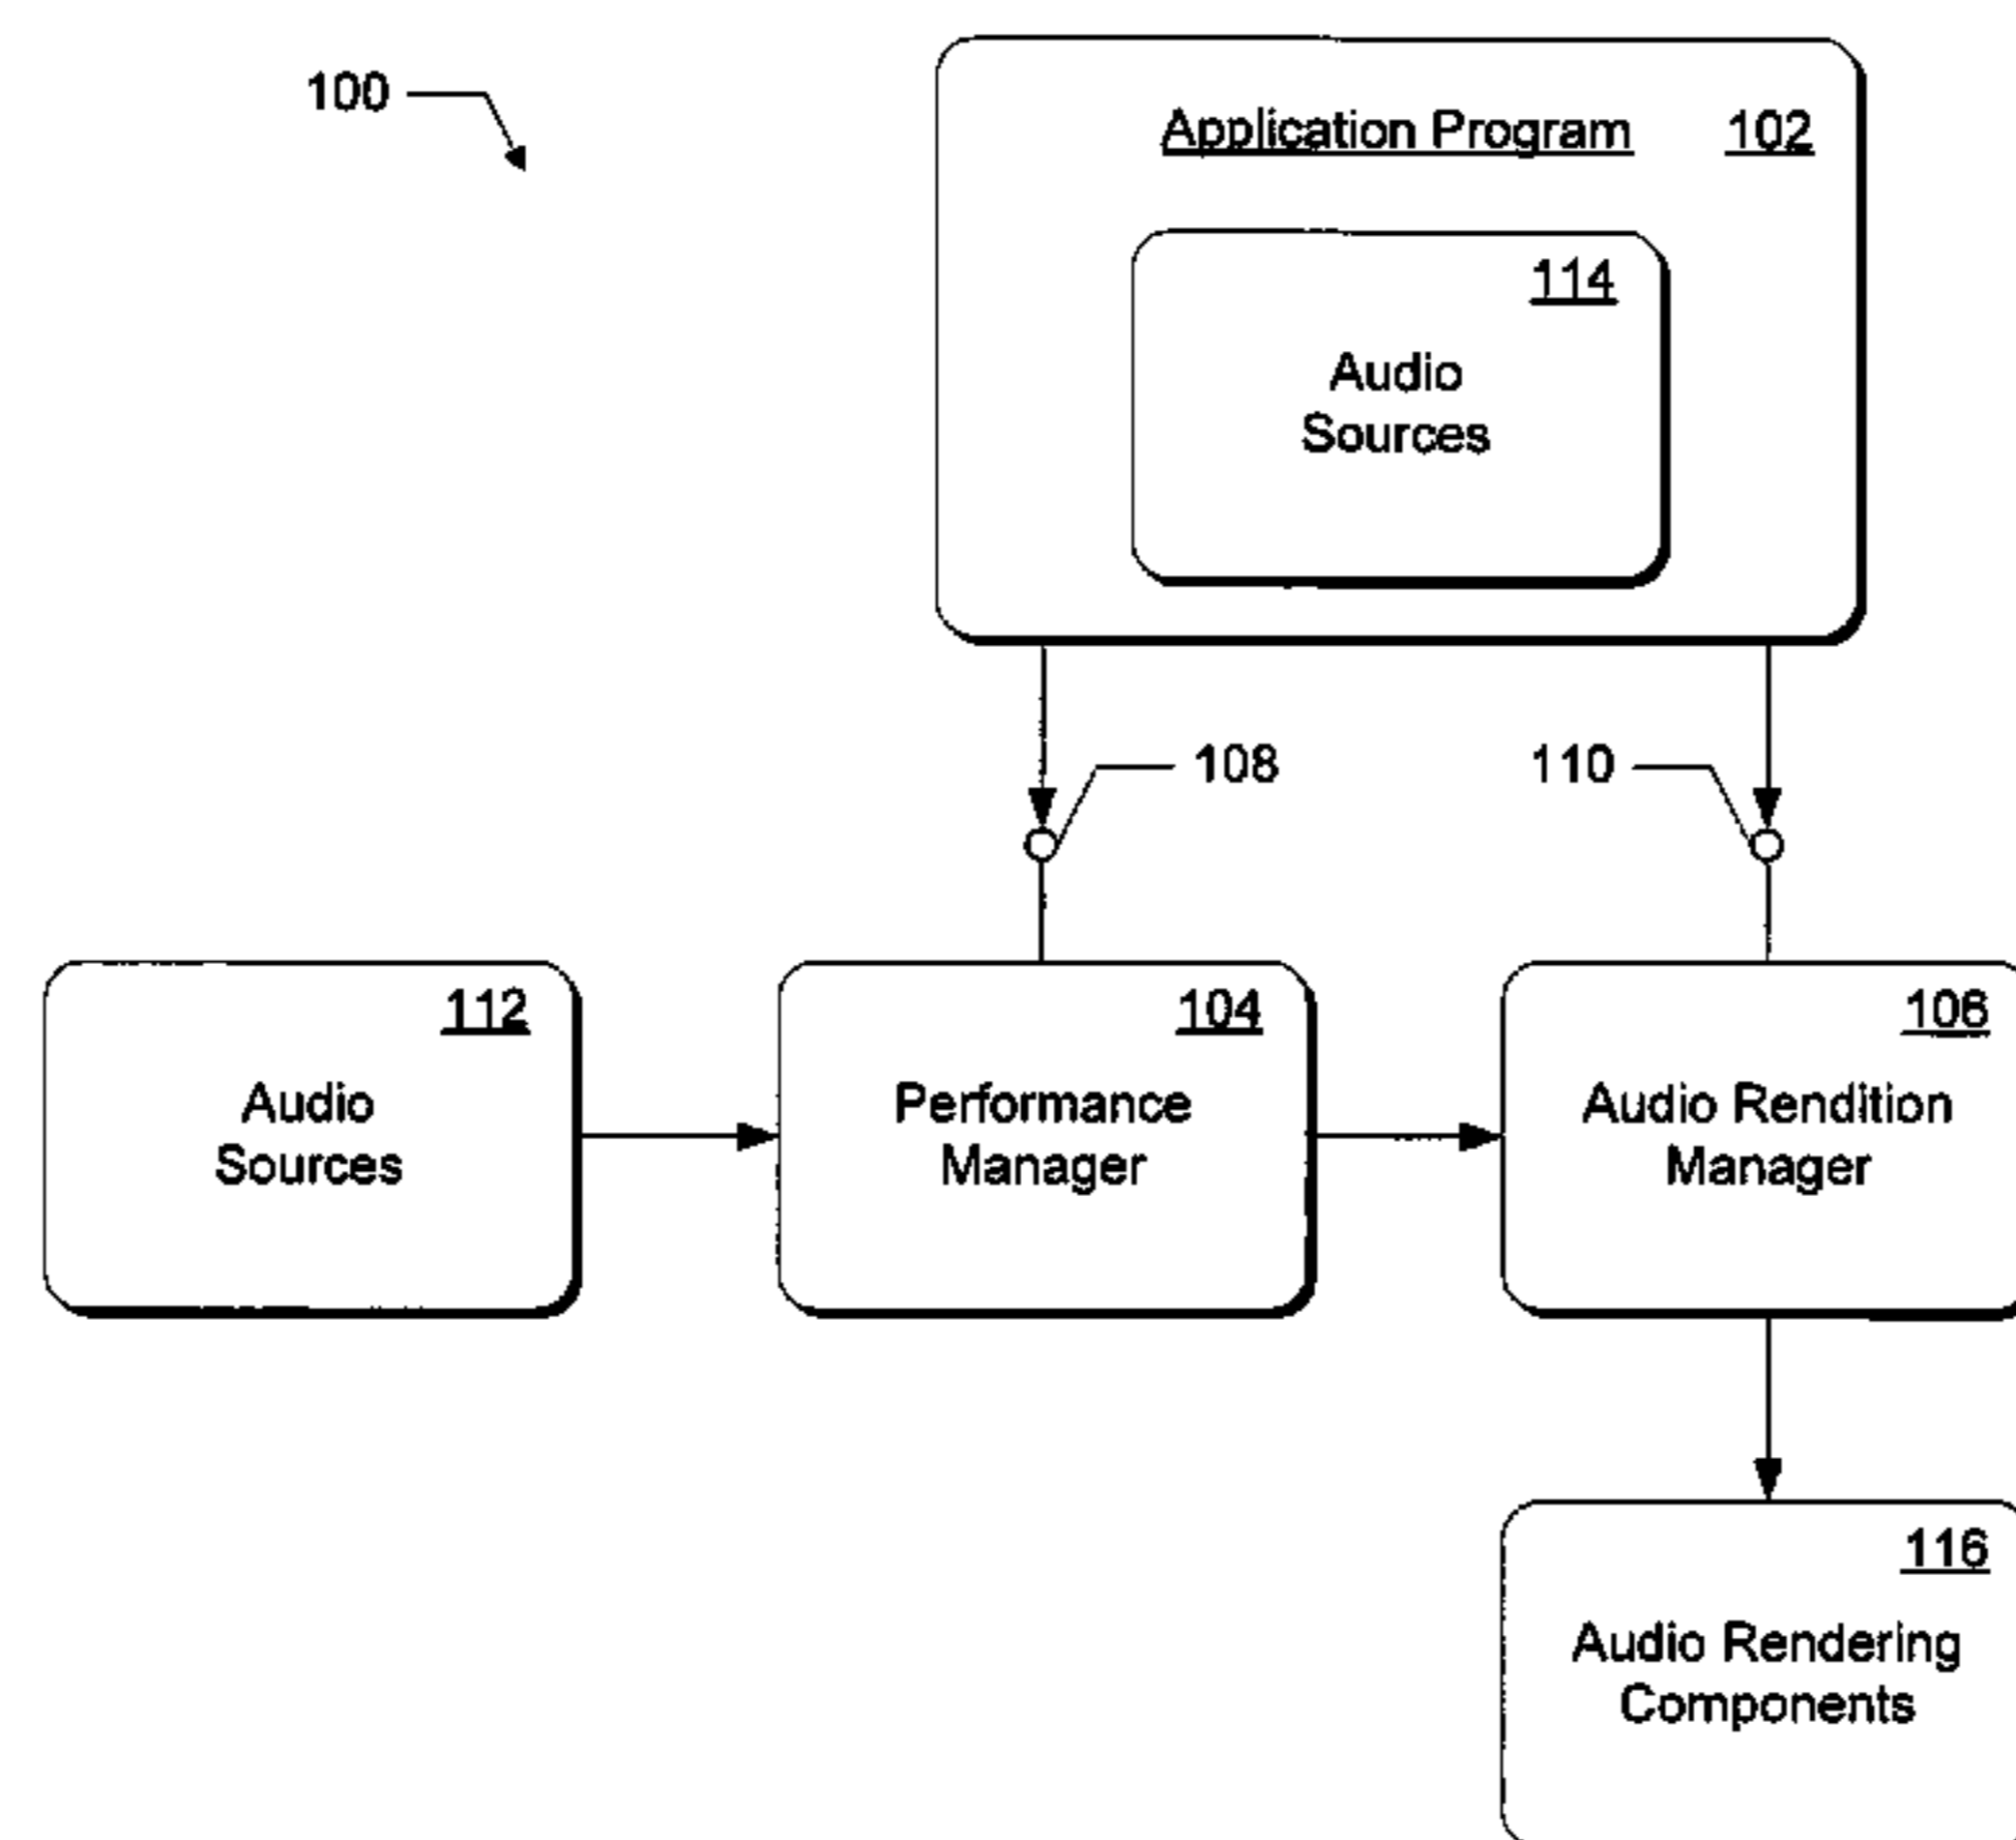 100
Application Program 102
114
Audio
Sources
108
110
112
Audio
Sources
104
Performance
Manager
106
Audio Rendition
Manager
116
Audio Rendering
Components